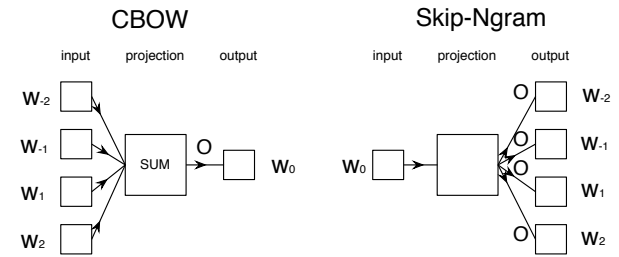 CBOW
input projection output
w-2
w-1
w1
w2
SUM
O
w0
Skip-Ngram
input projection output
w0
O
O
O
O
w-2
w-1
w1
w2